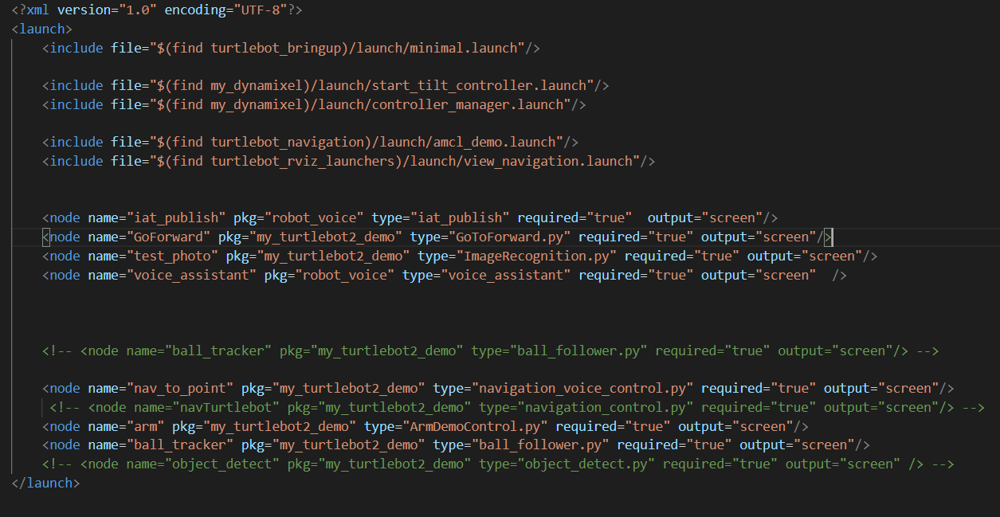 <?xml version="1.0" encoding="UTF-8"?>
<launch>
    <include file="$(find turtlebot_bringup)/launch/minimal.launch"/>

    <include file="$(find my_dynamixel)/launch/start_tilt_controller.launch"/>
    <include file="$(find my_dynamixel)/launch/controller_manager.launch"/>

    <include file="$(find turtlebot_navigation)/launch/amcl_demo.launch"/>
    <include file="$(find turtlebot_rviz_launchers)/launch/view_navigation.launch"/>


    <node name="iat_publish" pkg="robot_voice" type="iat_publish" required="true"  output="screen"/>
    <node name="GoForward" pkg="my_turtlebot2_demo" type="GoToForward.py" required="true" output="screen"/>
    <node name="test_photo" pkg="my_turtlebot2_demo" type="ImageRecognition.py" required="true" output="screen"/>
    <node name="voice_assistant" pkg="robot_voice" type="voice_assistant" required="true" output="screen"  />



    <!-- <node name="ball_tracker" pkg="my_turtlebot2_demo" type="ball_follower.py" required="true" output="screen"/> -->

    <node name="nav_to_point" pkg="my_turtlebot2_demo" type="navigation_voice_control.py" required="true" output="screen"/>
     <!-- <node name="navTurtlebot" pkg="my_turtlebot2_demo" type="navigation_control.py" required="true" output="screen"/> -->
    <node name="arm" pkg="my_turtlebot2_demo" type="ArmDemoControl.py" required="true" output="screen"/>
    <node name="ball_tracker" pkg="my_turtlebot2_demo" type="ball_follower.py" required="true" output="screen"/>
    <!-- <node name="object_detect" pkg="my_turtlebot2_demo" type="object_detect.py" required="true" output="screen" /> -->
</launch>